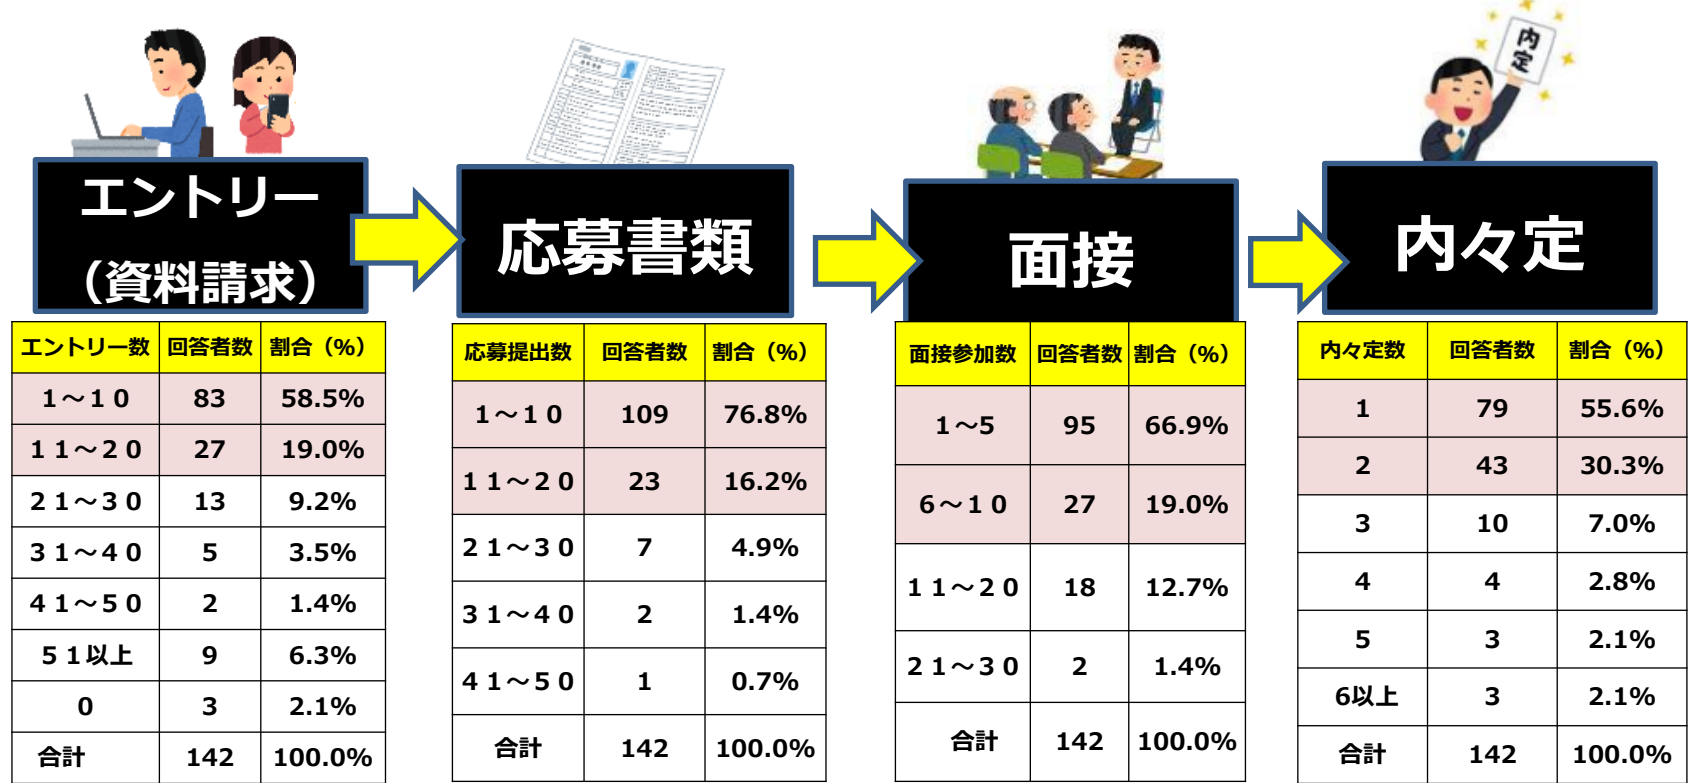 内定
エントリー
（資料請求）
応募書類
面接
内々定
エントリー数 回答者数 割合（%）
１～１０ 83 58.5%
１１～２０ 27 19.0%
２１～３０ 13 9.2%
３１～４０ 5 3.5%
４１～５０ 2 1.4%
５１以上 9 6.3%
0 3 2.1%
合計 142 100.0%
応募提出数 回答者数 割合（%）
１～１０ 109 76.8%
１１～２０ 23 16.2%
２１～３０ 7 4.9%
３１～４０ 2 1.4%
４１～５０ 1 0.7%
合計 142 100.0%
面接参加数 回答者数 割合（%）
１～5 95 66.9%
６～１０ 27 19.0%
１１～２０ 18 12.7%
２１～３０ 2 1.4%
合計 142 100.0%
内々定数 回答者数 割合（%）
1 79 55.6%
2 43 30.3%
3 10 7.0%
4 4 2.8%
5 3 2.1%
6以上 3 2.1%
合計 142 100.0%